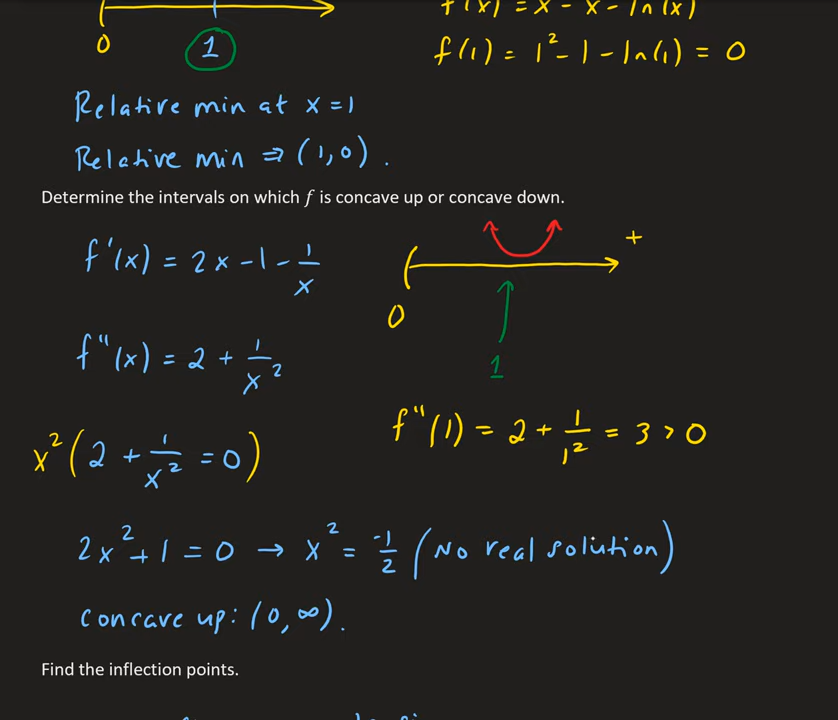 f(x) = x² - x - ln(x)
0 1
f(1) = 1² - 1 - ln(1) = 0
Relative min at x = 1
Relative min ⇒ (1, 0).
Determine the intervals on which f is concave up or concave down.
f'(x) = 2x - 1 - 1/x
+
0
1
f''(x) = 2 + 1/x²
f''(1) = 2 + 1/1² = 3 > 0
x² (2 + 1/x² = 0)
2x² + 1 = 0 → x² = -1/2 (No real solution)
concave up: (0, ∞).
Find the inflection points.